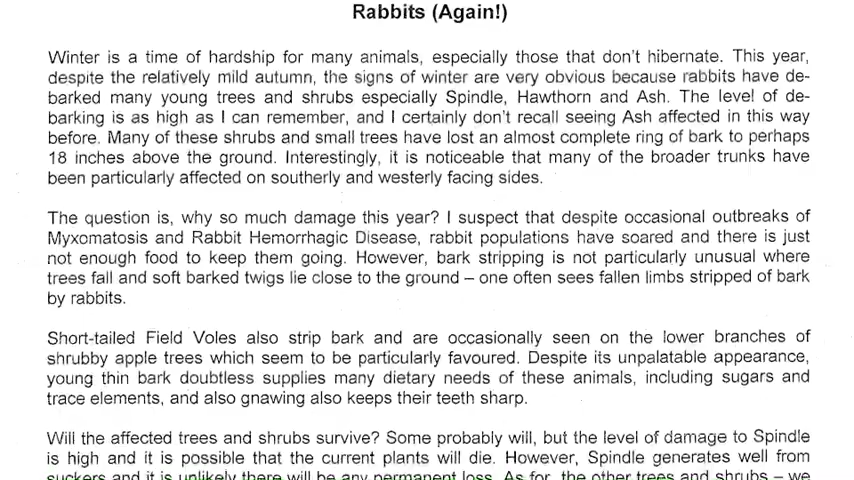 Rabbits (Again!)
Winter is a time of hardship for many animals, especially those that don't hibernate. This year,
despite the relatively mild autumn, the signs of winter are very obvious because rabbits have de-
barked many young trees and shrubs especially Spindle, Hawthorn and Ash. The level of de-
barking is as high as I can remember, and I certainly don't recall seeing Ash affected in this way
before. Many of these shrubs and small trees have lost an almost complete ring of bark to perhaps
18 inches above the ground. Interestingly, it is noticeable that many of the broader trunks have
been particularly affected on southerly and westerly facing sides.
The question is, why so much damage this year? I suspect that despite occasional outbreaks of
Myxomatosis and Rabbit Hemorrhagic Disease, rabbit populations have soared and there is just
not enough food to keep them going. However, bark stripping is not particularly unusual where
trees fall and soft barked twigs lie close to the ground – one often sees fallen limbs stripped of bark
by rabbits.
Short-tailed Field Voles also strip bark and are occasionally seen on the lower branches of
shrubby apple trees which seem to be particularly favoured. Despite its unpalatable appearance,
young thin bark doubtless supplies many dietary needs of these animals, including sugars and
trace elements, and also gnawing also keeps their teeth sharp.
Will the affected trees and shrubs survive? Some probably will, but the level of damage to Spindle
is high and it is possible that the current plants will die. However, Spindle generates well from
suckers and it is unlikely there will be any permanent loss. As for, the other trees and shrubs – we